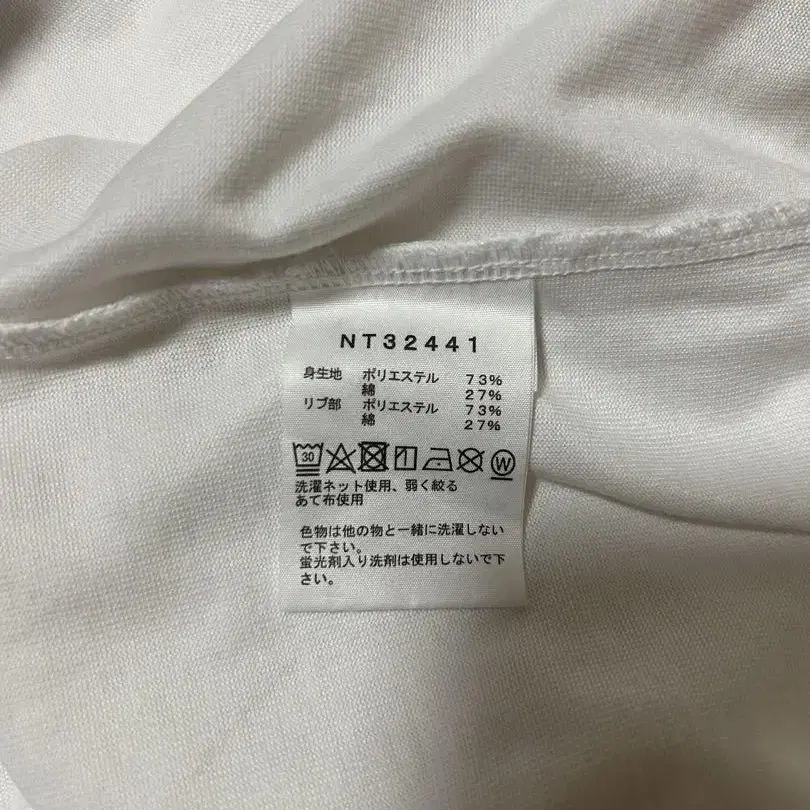 NT32441
身生地 ポリエステル 73%
綿 27%
リブ部 ポリエステル 73%
綿 27%
30 W
洗濯ネット使用、弱く絞る
あて布使用
色物は他の物と一緒に洗濯しない
で下さい。
蛍光剤入り洗剤は使用しないで下
さい。